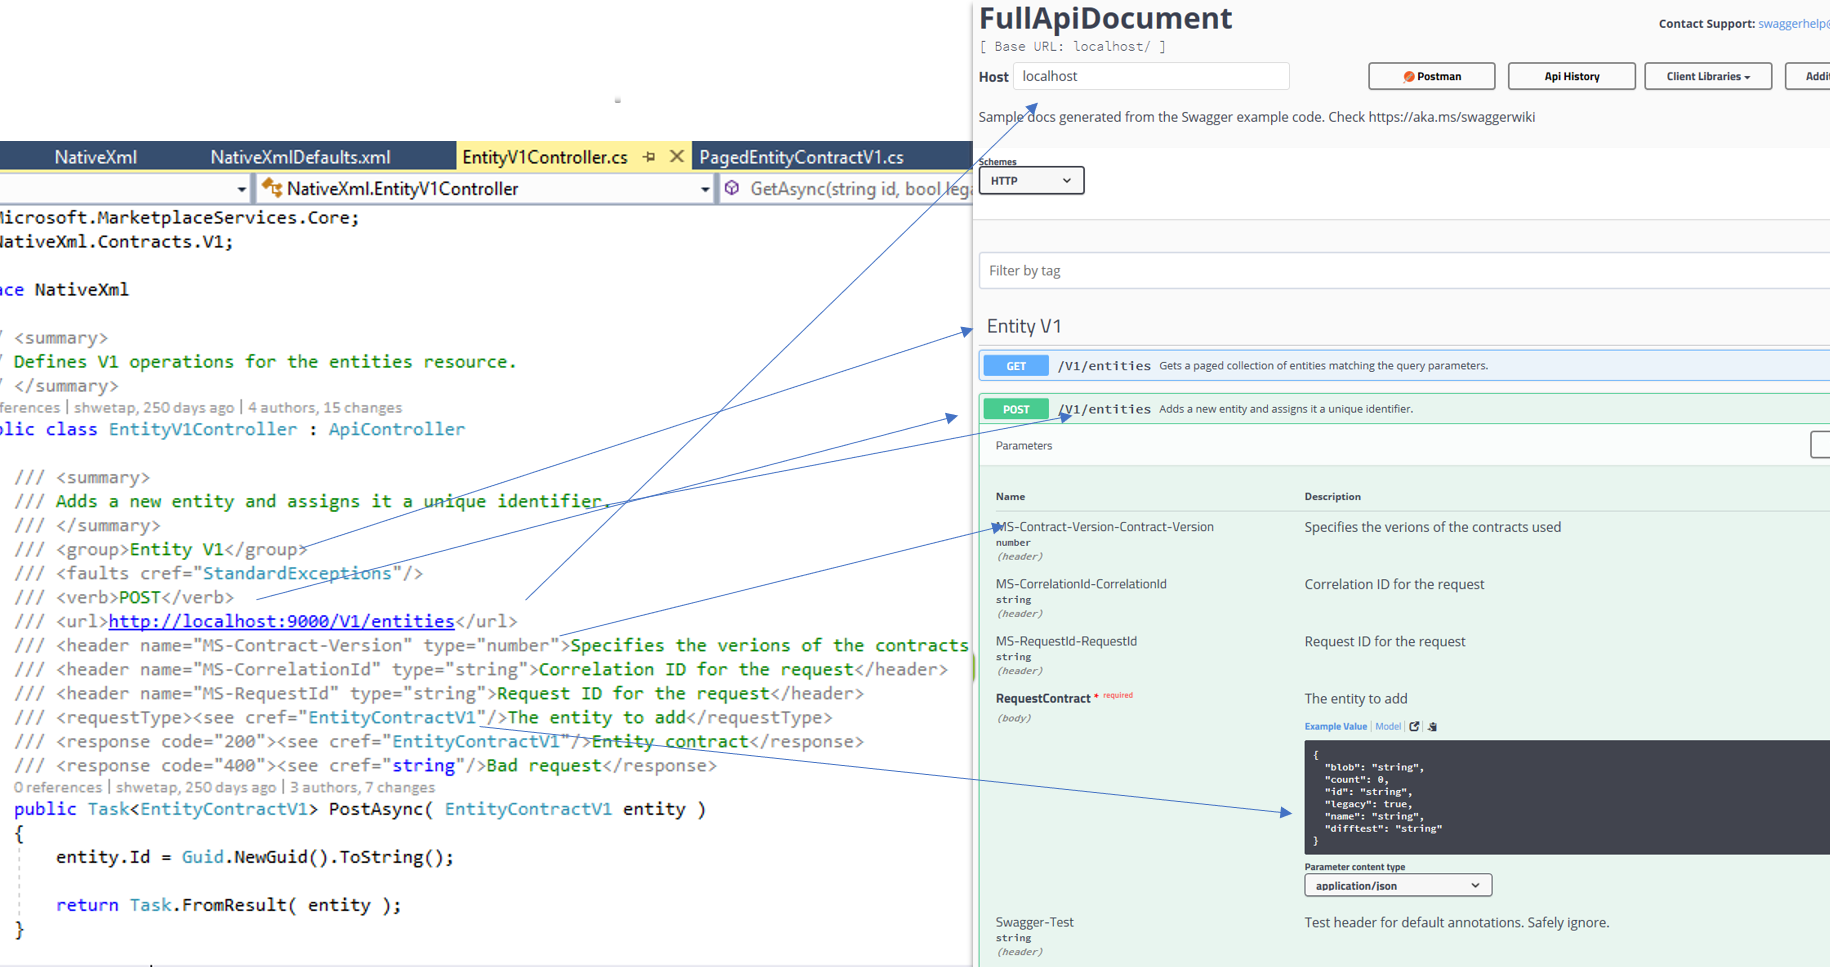 NativeXml
NativeXmlDefaults.xml
EntityV1Controller.cs
PagedEntityContractV1.cs
NativeXml.EntityV1Controller
GetAsync(string id, bool lega
Microsoft.MarketplaceServices.Core;
NativeXml.Contracts.V1;
ace NativeXml
/ <summary>
/ Defines V1 operations for the entities resource.
/ </summary>
ferences | shwetap, 250 days ago | 4 authors, 15 changes
blic class EntityV1Controller : ApiController
/// <summary>
/// Adds a new entity and assigns it a unique identifier.
/// </summary>
/// <group>Entity V1</group>
/// <faults cref="StandardExceptions"/>
/// <verb>POST</verb>
/// <url>http://localhost:9000/V1/entities</url>
/// <header name="MS-Contract-Version" type="number">Specifies the verions of the contracts
/// <header name="MS-CorrelationId" type="string">Correlation ID for the request</header>
/// <header name="MS-RequestId" type="string">Request ID for the request</header>
/// <requestType><see cref="EntityContractV1"/>The entity to add</requestType>
/// <response code="200"><see cref="EntityContractV1"/>Entity contract</response>
/// <response code="400"><see cref="string"/>Bad request</response>
0 references | shwetap, 250 days ago | 3 authors, 7 changes
public Task<EntityContractV1> PostAsync( EntityContractV1 entity )
{
entity.Id = Guid.NewGuid().ToString();
return Task.FromResult( entity );
}
FullApiDocument
Contact Support: swaggerhelp@
[ Base URL: localhost/ ]
Host localhost
Postman
Api History
Client Libraries
Addit
Sample docs generated from the Swagger example code. Check https://aka.ms/swaggerwiki
Schemes
HTTP
Filter by tag
Entity V1
GET /V1/entities Gets a paged collection of entities matching the query parameters.
POST /V1/entities Adds a new entity and assigns it a unique identifier.
Parameters
Name Description
MS-Contract-Version-Contract-Version Specifies the verions of the contracts used
number
(header)
MS-CorrelationId-CorrelationId Correlation ID for the request
string
(header)
MS-RequestId-RequestId Request ID for the request
string
(header)
RequestContract * required The entity to add
(body)
Example Value | Model
{
"blob": "string",
"count": 0,
"id": "string",
"legacy": true,
"name": "string",
"difftest": "string"
}
Parameter content type
application/json
Swagger-Test Test header for default annotations. Safely ignore.
string
(header)